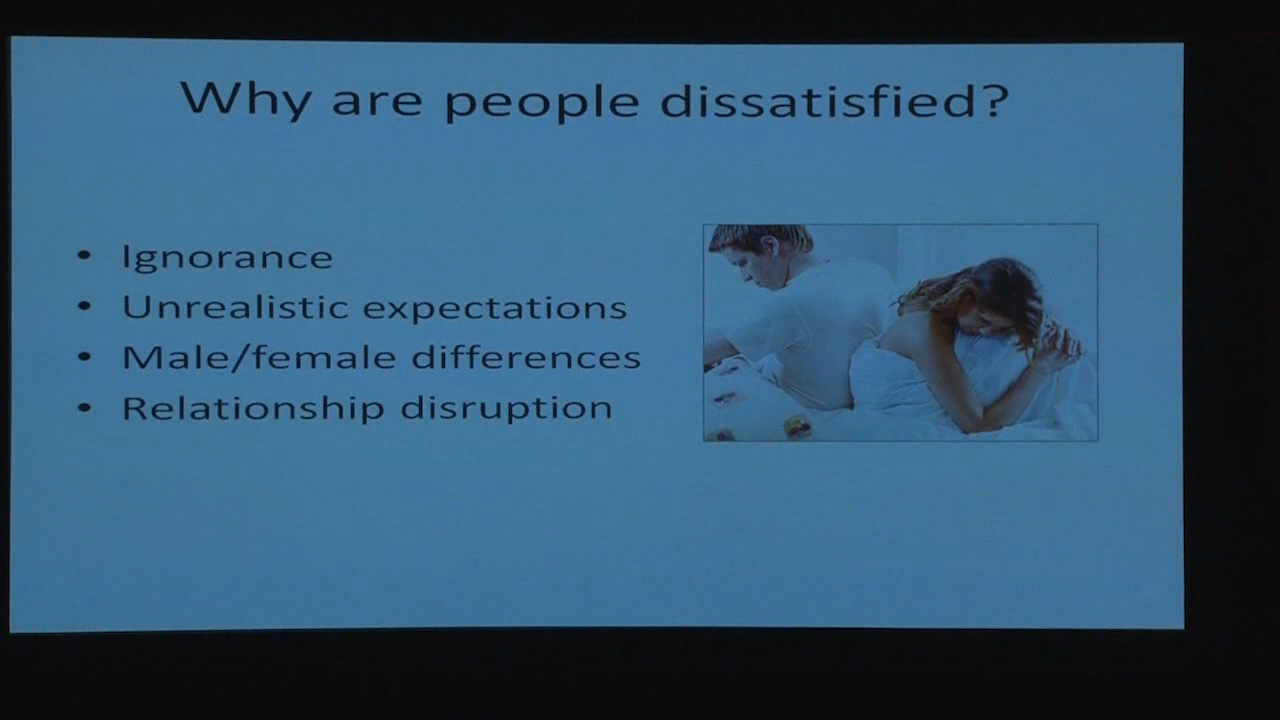 Why are people dissatisfied?
• Ignorance
• Unrealistic expectations
• Male/female differences
• Relationship disruption